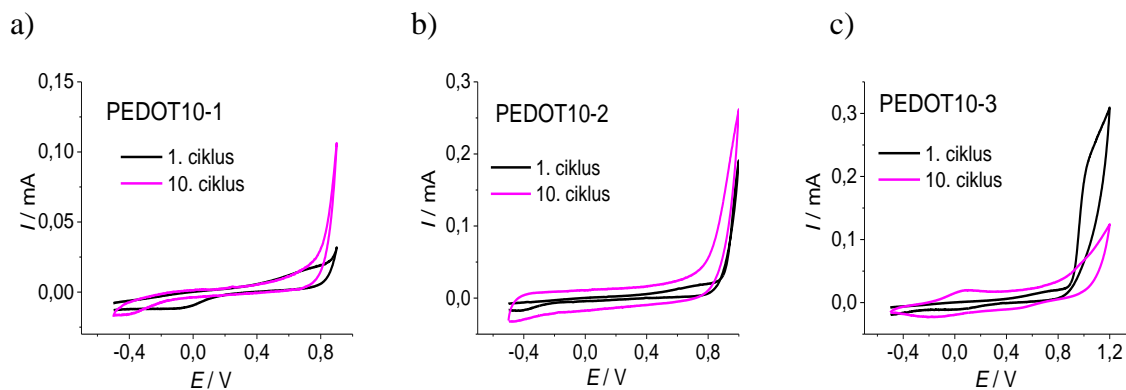 a)
0,15
PEDOT10-1
1. ciklus
10. ciklus
0,10
0,05
0,00
I / mA
-0,4 0,0 0,4 0,8
E / V
b)
0,3
PEDOT10-2
1. ciklus
10. ciklus
0,2
0,1
0,0
I / mA
-0,4 0,0 0,4 0,8
E / V
c)
PEDOT10-3
1. ciklus
10. ciklus
0,3
0,2
0,1
0,0
I / mA
-0,4 0,0 0,4 0,8 1,2
E / V